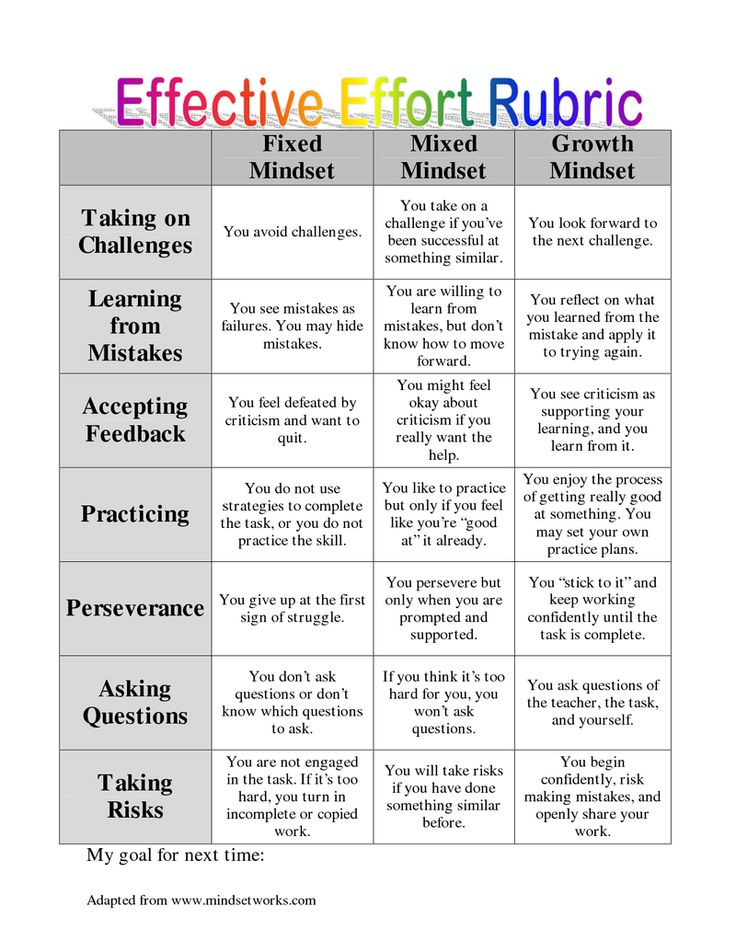 Effective Effort Rubric
Fixed
Mindset
Mixed
Mindset
Growth
Mindset
Taking on
Challenges
You avoid challenges.
You take on a
challenge if you’ve
been successful at
something similar.
You look forward to
the next challenge.
Learning
from
Mistakes
You see mistakes as
failures. You may hide
mistakes.
You are willing to
learn from
mistakes, but don’t
know how to move
forward.
You reflect on what
you learned from the
mistake and apply it
to trying again.
Accepting
Feedback
You feel defeated by
criticism and want to
quit.
You might feel
okay about
criticism if you
really want the
help.
You see criticism as
supporting your
learning, and you
learn from it.
Practicing
You do not use
strategies to complete
the task, or you do not
practice the skill.
You like to practice
but only if you feel
like you’re “good
at” it already.
You enjoy the process
of getting really good
at something. You
may set your own
practice plans.
Perseverance
You give up at the first
sign of struggle.
You persevere but
only when you are
prompted and
supported.
You “stick to it” and
keep working
confidently until the
task is complete.
Asking
Questions
You don’t ask
questions or don’t
know which questions
to ask.
If you think it’s too
hard for you, you
won’t ask
questions.
You ask questions of
the teacher, the task,
and yourself.
Taking
Risks
You are not engaged
in the task. If it’s too
hard, you turn in
incomplete or copied
work.
You will take risks
if you have done
something similar
before.
You begin
confidently, risk
making mistakes, and
openly share your
work.
My goal for next time:
Adapted from www.mindsetworks.com